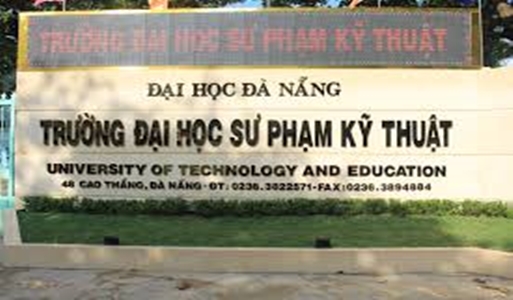 TRƯỜNG ĐẠI HỌC SƯ PHẠM KỸ THUẬT
ĐẠI HỌC ĐÀ NẴNG
TRƯỜNG ĐẠI HỌC SƯ PHẠM KỸ THUẬT
UNIVERSITY OF TECHNOLOGY AND EDUCATION
48 CAO THẮNG, ĐÀ NẴNG - ĐT: 0236.3822571 - FAX: 0236.3894884